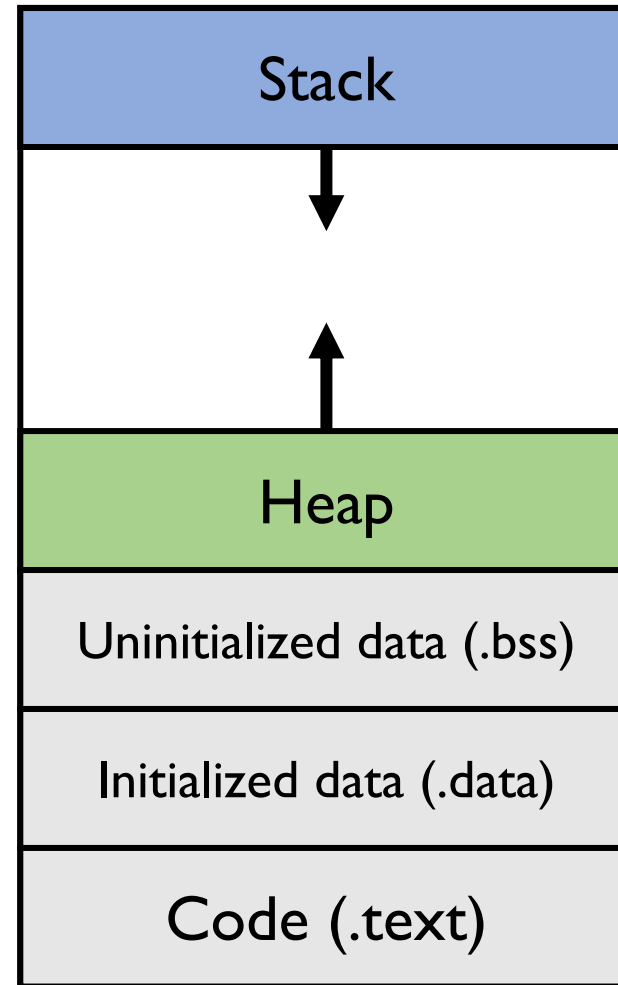 Stack
Heap
Uninitialized data (.bss)
Initialized data (.data)
Code (.text)